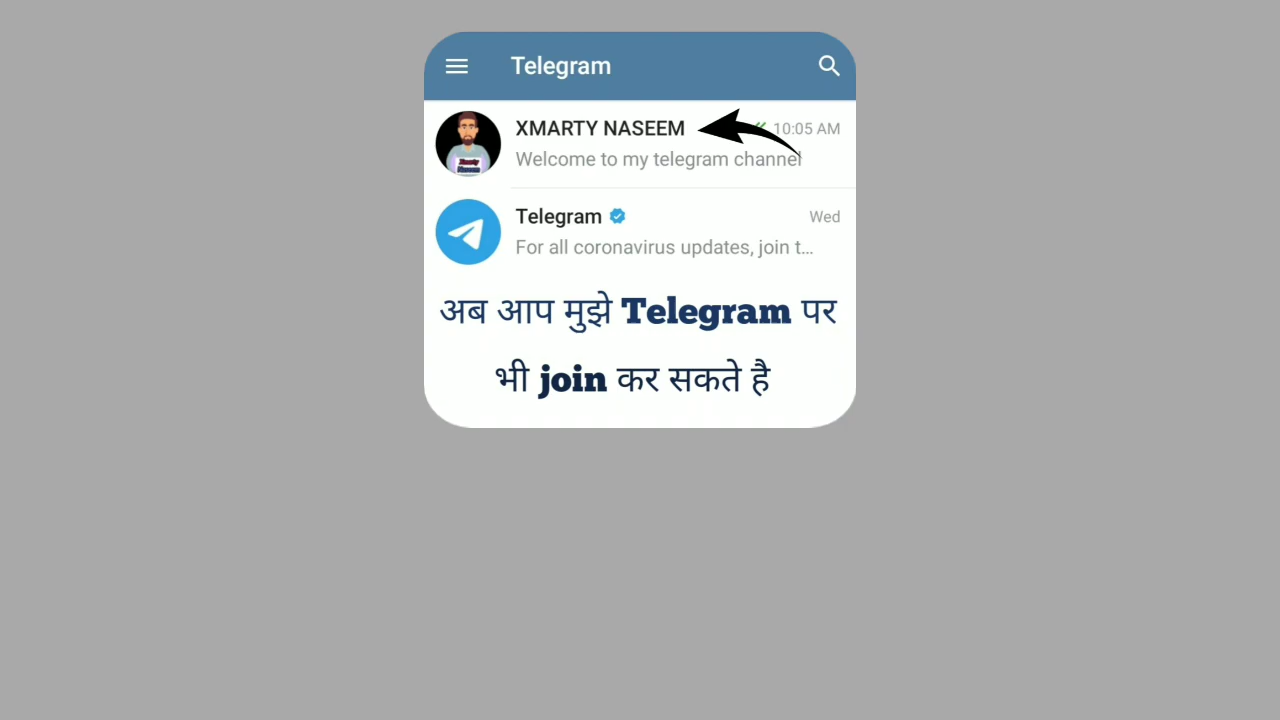 Telegram
XMARTY NASEEM 10:05 AM
Welcome to my telegram channel
Telegram Wed
For all coronavirus updates, join t...
अब आप मुझे Telegram पर
भी join कर सकते है